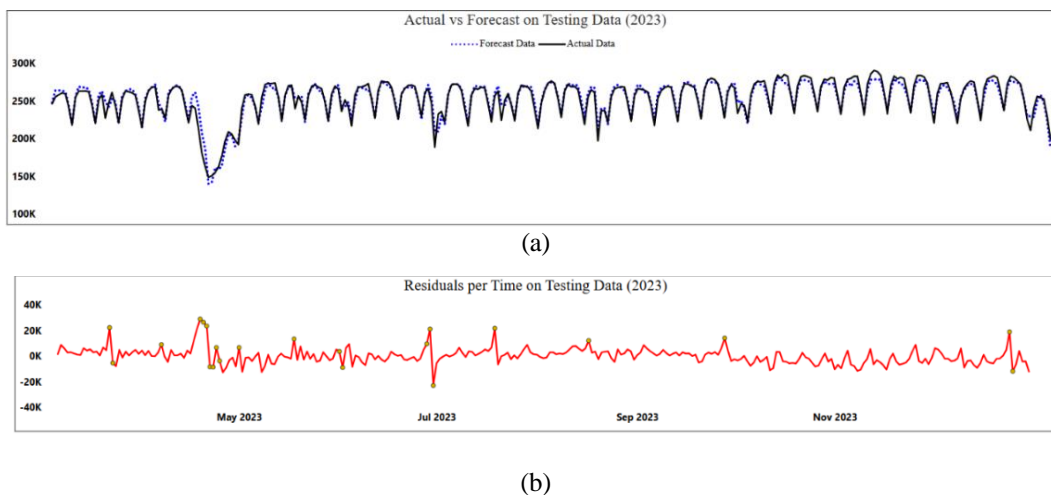 Actual vs Forecast on Testing Data (2023)
Forecast Data Actual Data
300K
250K
200K
150K
100K
(a)
Residuals per Time on Testing Data (2023)
40K
20K
0K
-20K
-40K
May 2023 Jul 2023 Sep 2023 Nov 2023
(b)